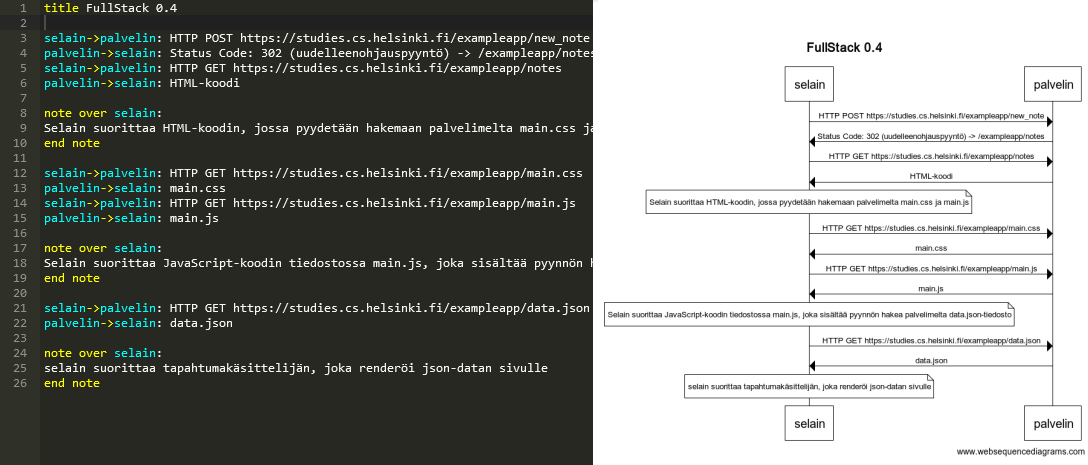 1 title FullStack 0.4
2
3 selain->palvelin: HTTP POST https://studies.cs.helsinki.fi/exampleapp/new_note
4 palvelin->selain: Status Code: 302 (uudelleenohjauspyyntö) -> /exampleapp/notes
5 selain->palvelin: HTTP GET https://studies.cs.helsinki.fi/exampleapp/notes
6 palvelin->selain: HTML-koodi
7
8 note over selain:
9 Selain suorittaa HTML-koodin, jossa pyydetään hakemaan palvelimelta main.css ja
10 end note
11
12 selain->palvelin: HTTP GET https://studies.cs.helsinki.fi/exampleapp/main.css
13 palvelin->selain: main.css
14 selain->palvelin: HTTP GET https://studies.cs.helsinki.fi/exampleapp/main.js
15 palvelin->selain: main.js
16
17 note over selain:
18 Selain suorittaa JavaScript-koodin tiedostossa main.js, joka sisältää pyynnön h
19 end note
20
21 selain->palvelin: HTTP GET https://studies.cs.helsinki.fi/exampleapp/data.json
22 palvelin->selain: data.json
23
24 note over selain:
25 selain suorittaa tapahtumakäsittelijän, joka renderöi json-datan sivulle
26 end note
FullStack 0.4
selain
palvelin
HTTP POST https://studies.cs.helsinki.fi/exampleapp/new_note
Status Code: 302 (uudelleenohjauspyyntö) -> /exampleapp/notes
HTTP GET https://studies.cs.helsinki.fi/exampleapp/notes
HTML-koodi
Selain suorittaa HTML-koodin, jossa pyydetään hakemaan palvelimelta main.css ja main.js
HTTP GET https://studies.cs.helsinki.fi/exampleapp/main.css
main.css
HTTP GET https://studies.cs.helsinki.fi/exampleapp/main.js
main.js
Selain suorittaa JavaScript-koodin tiedostossa main.js, joka sisältää pyynnön hakea palvelimelta data.json-tiedosto
HTTP GET https://studies.cs.helsinki.fi/exampleapp/data.json
data.json
selain suorittaa tapahtumakäsittelijän, joka renderöi json-datan sivulle
selain
palvelin
www.websequencediagrams.com